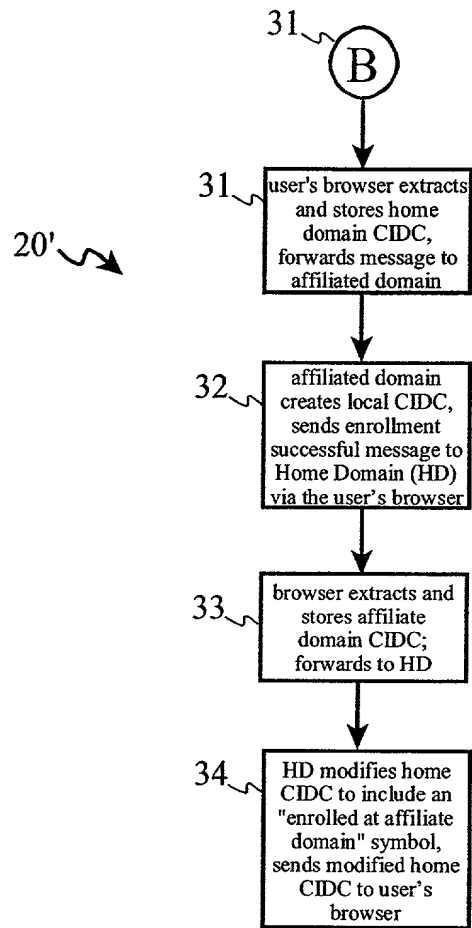 31
B
31
user's browser extracts
and stores home
domain CIDC,
forwards message to
affiliated domain
20'
32
affiliated domain
creates local CIDC,
sends enrollment
successful message to
Home Domain (HD)
via the user's browser
33
browser extracts and
stores affiliate
domain CIDC;
forwards to HD
34
HD modifies home
CIDC to include an
"enrolled at affiliate
domain" symbol,
sends modified home
CIDC to user's
browser